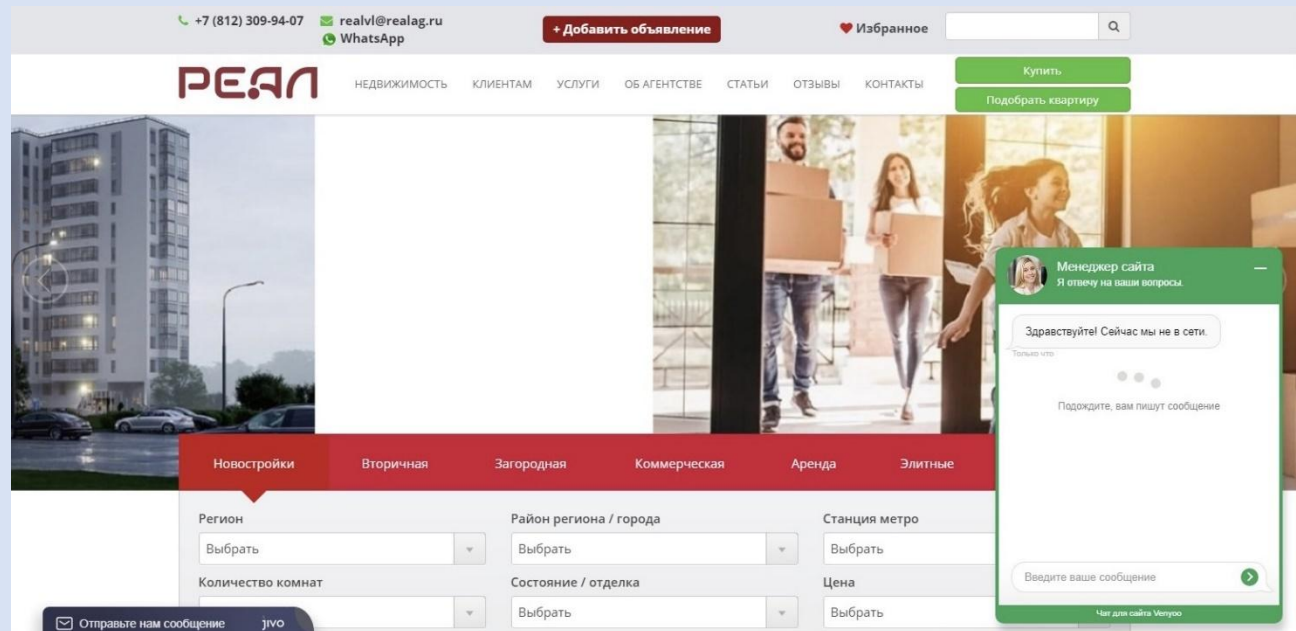 +7 (812) 309-94-07
realvl@realag.ru
WhatsApp
+ Добавить объявление
Избранное
РЕАЛ
НЕДВИЖИМОСТЬ
КЛИЕНТАМ
УСЛУГИ
ОБ АГЕНТСТВЕ
СТАТЬИ
ОТЗЫВЫ
КОНТАКТЫ
Купить
Подобрать квартиру
Новостройки
Вторичная
Загородная
Коммерческая
Аренда
Элитные
Регион
Выбрать
Район региона / города
Выбрать
Станция метро
Выбрать
Количество комнат
Состояние / отделка
Выбрать
Цена
Выбрать
Отправьте нам сообщение
jivo
Менеджер сайта
Я отвечу на ваши вопросы.
Здравствуйте! Сейчас мы не в сети.
Только что
Подождите, вам пишут сообщение
Введите ваше сообщение
Чат для сайта Venyoo